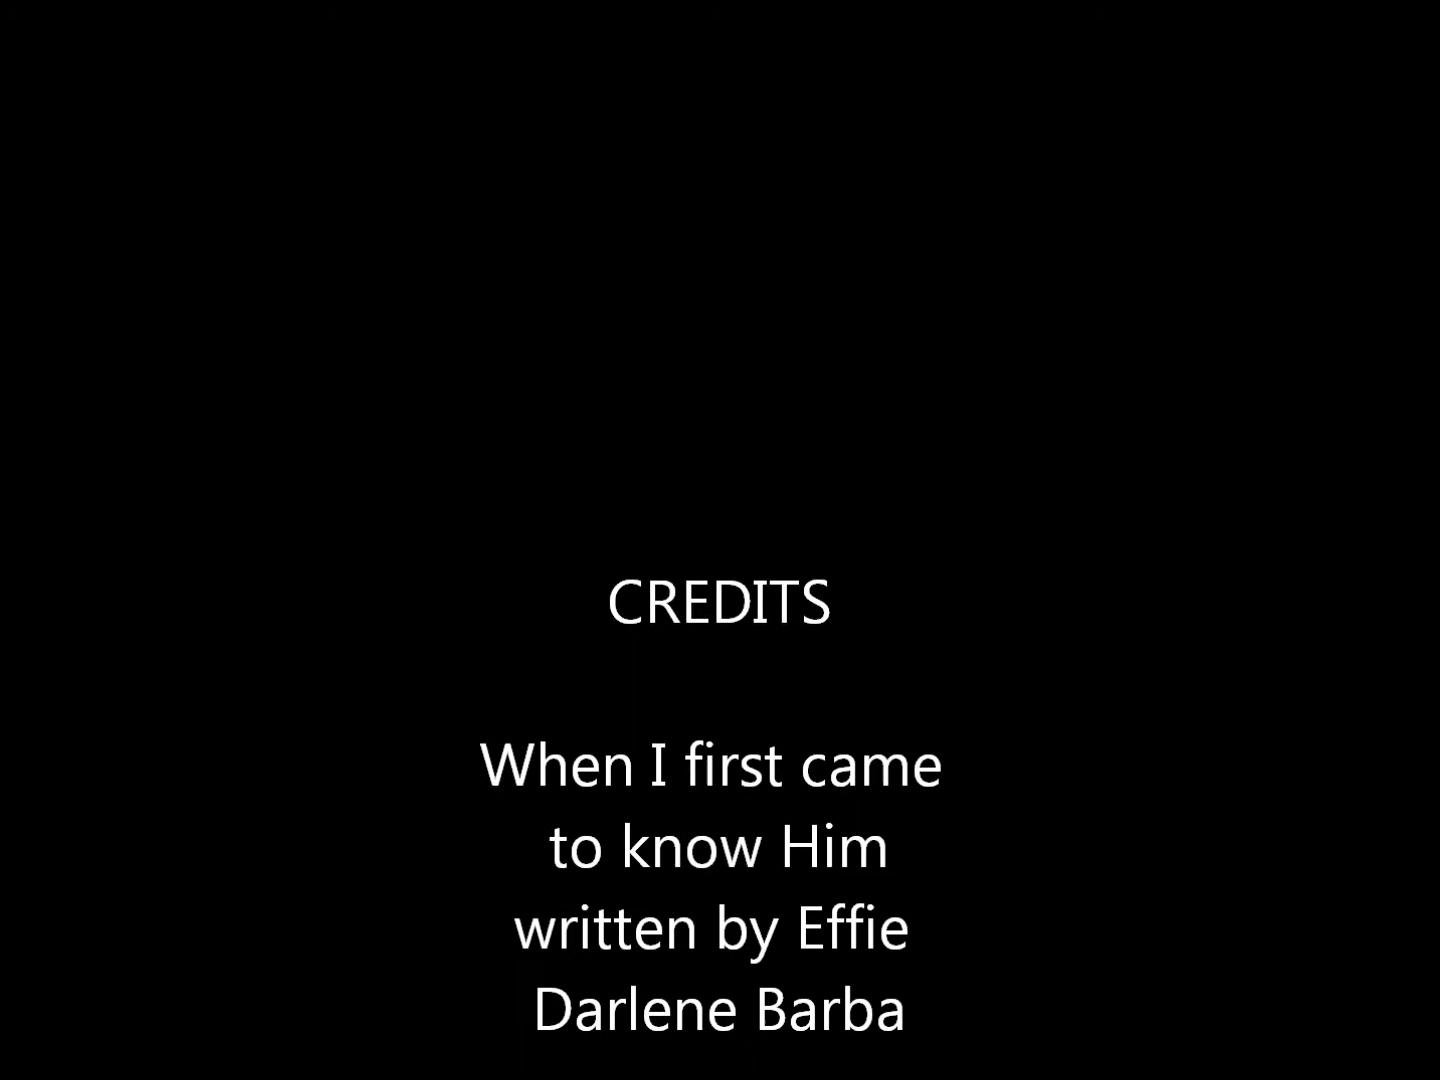 CREDITS
When I first came
to know Him
written by Effie
Darlene Barba